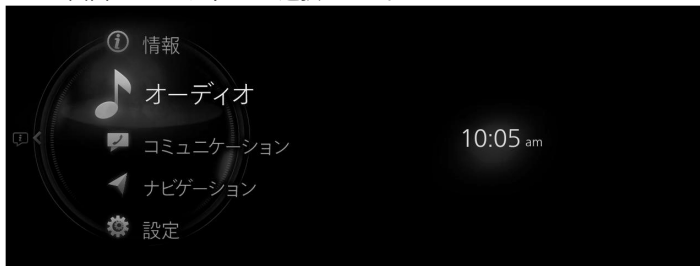 情報
オーディオ
コミュニケーション
ナビゲーション
設定
10:05 am